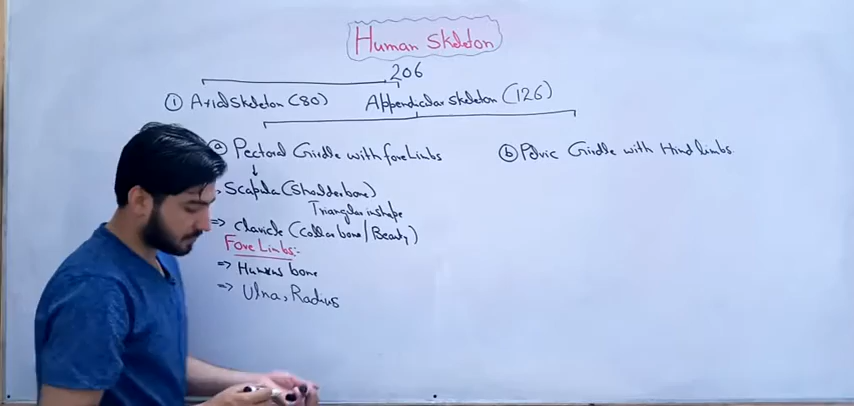 Human Skeleton
206
① Axial skeleton (80) Appendicular skeleton (126)
ⓐ Pectoral Girdle with fore Limbs ⓑ Pelvic Girdle with Hind limbs
↓
Scapula (Shoulder bone)
Triangular in shape
=> Clavicle (Collar bone / Beauty)
Fore Limbs:-
=> Humerus bone
=> Ulna, Radius